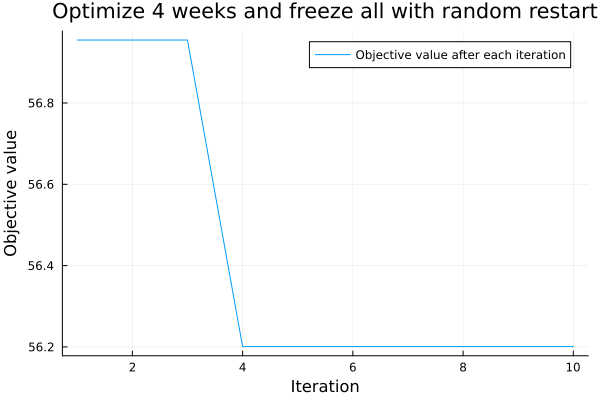 Optimize 4 weeks and freeze all with random restart
Objective value after each iteration
Objective value
56.8
56.6
56.4
56.2
2 4 6 8 10
Iteration